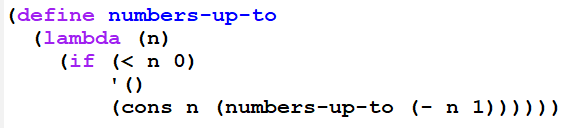 (define numbers-up-to
(lambda (n)
(if (< n 0)
'()
(cons n (numbers-up-to (- n 1))))))